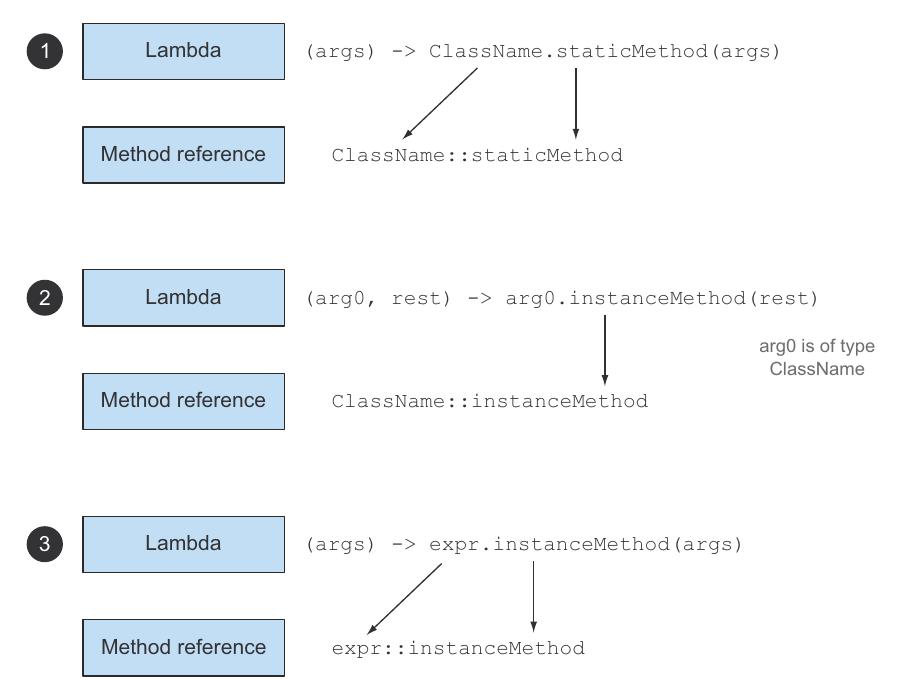 1 Lambda (args) -> ClassName.staticMethod(args)
Method reference ClassName::staticMethod
2 Lambda (arg0, rest) -> arg0.instanceMethod(rest)
arg0 is of type
ClassName
Method reference ClassName::instanceMethod
3 Lambda (args) -> expr.instanceMethod(args)
Method reference expr::instanceMethod